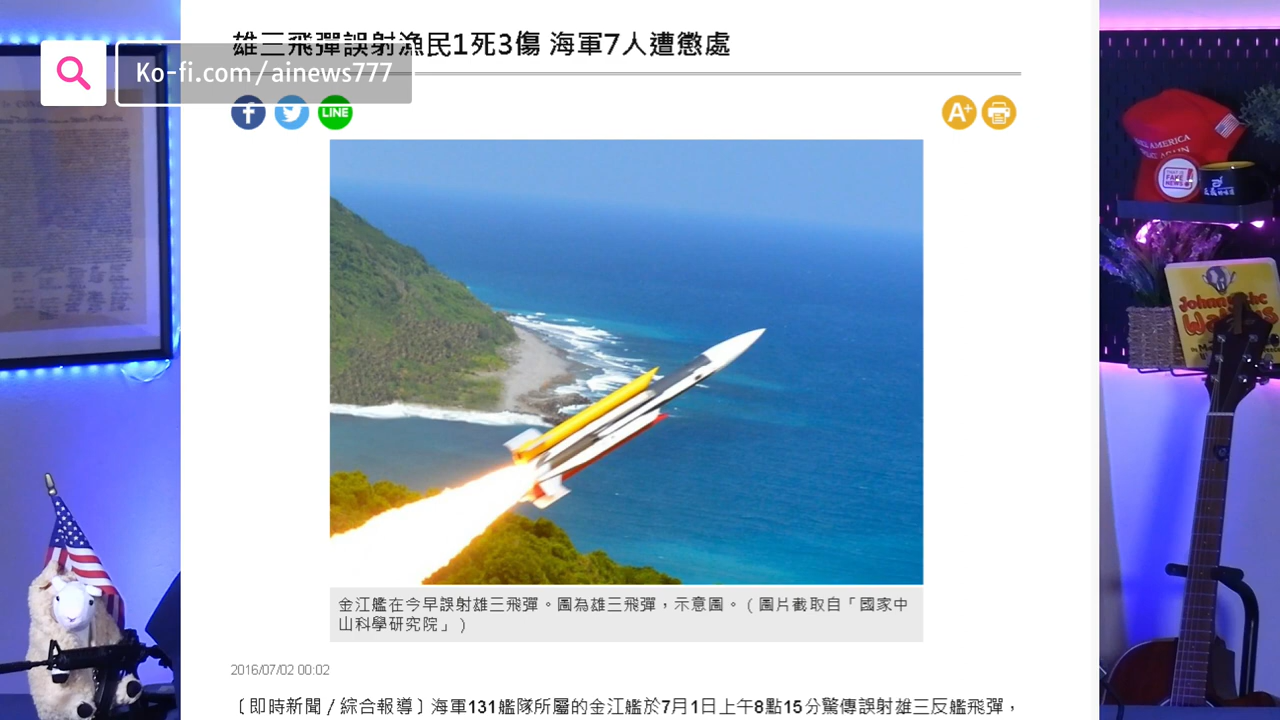 雄三飛彈誤射漁民1死3傷 海軍7人遭懲處
Ko-fi.com/ainews777
f
LINE
A+
金江艦在今早誤射雄三飛彈。圖為雄三飛彈，示意圖。（圖片截取自「國家中
山科學研究院」）
2016/07/02 00:02
〔即時新聞／綜合報導〕海軍131艦隊所屬的金江艦於7月1日上午8點15分驚傳誤射雄三反艦飛彈，
AMERICA
FAKE
NEWS
Johnny the